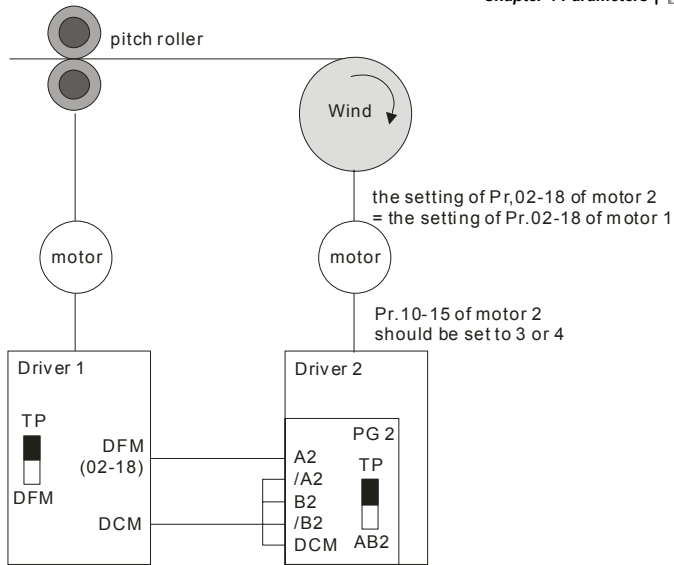 Chapter 4 Parameters |
pitch roller
Wind
the setting of Pr,02-18 of motor 2
= the setting of Pr.02-18 of motor 1
motor
motor
Pr.10-15 of motor 2
should be set to 3 or 4
Driver 1
Driver 2
TP
DFM
DFM
(02-18)
DCM
PG 2
A2
/A2
B2
/B2
DCM
TP
AB2